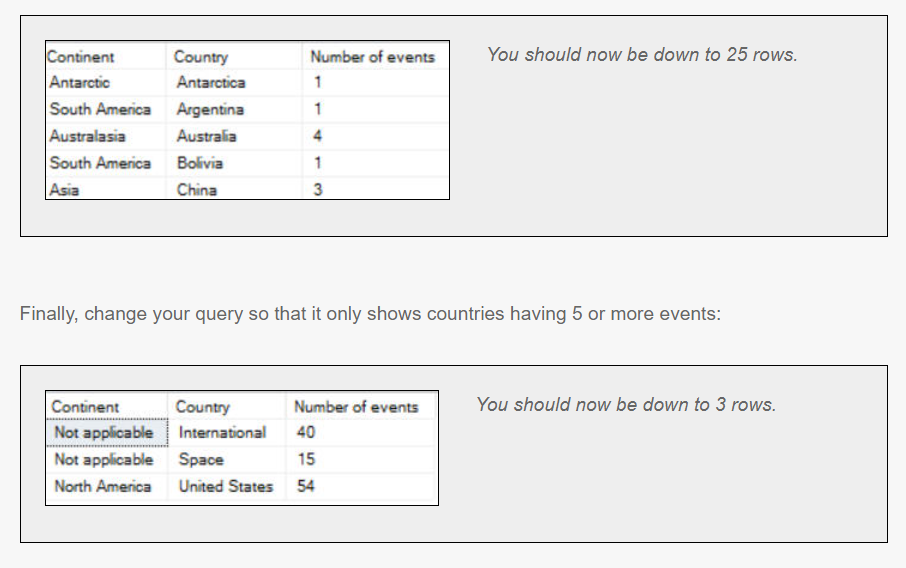 Continent Country Number of events
Antarctic Antarctica 1
South America Argentina 1
Australasia Australia 4
South America Bolivia 1
Asia China 3
You should now be down to 25 rows.
Finally, change your query so that it only shows countries having 5 or more events:
Continent Country Number of events
Not applicable International 40
Not applicable Space 15
North America United States 54
You should now be down to 3 rows.